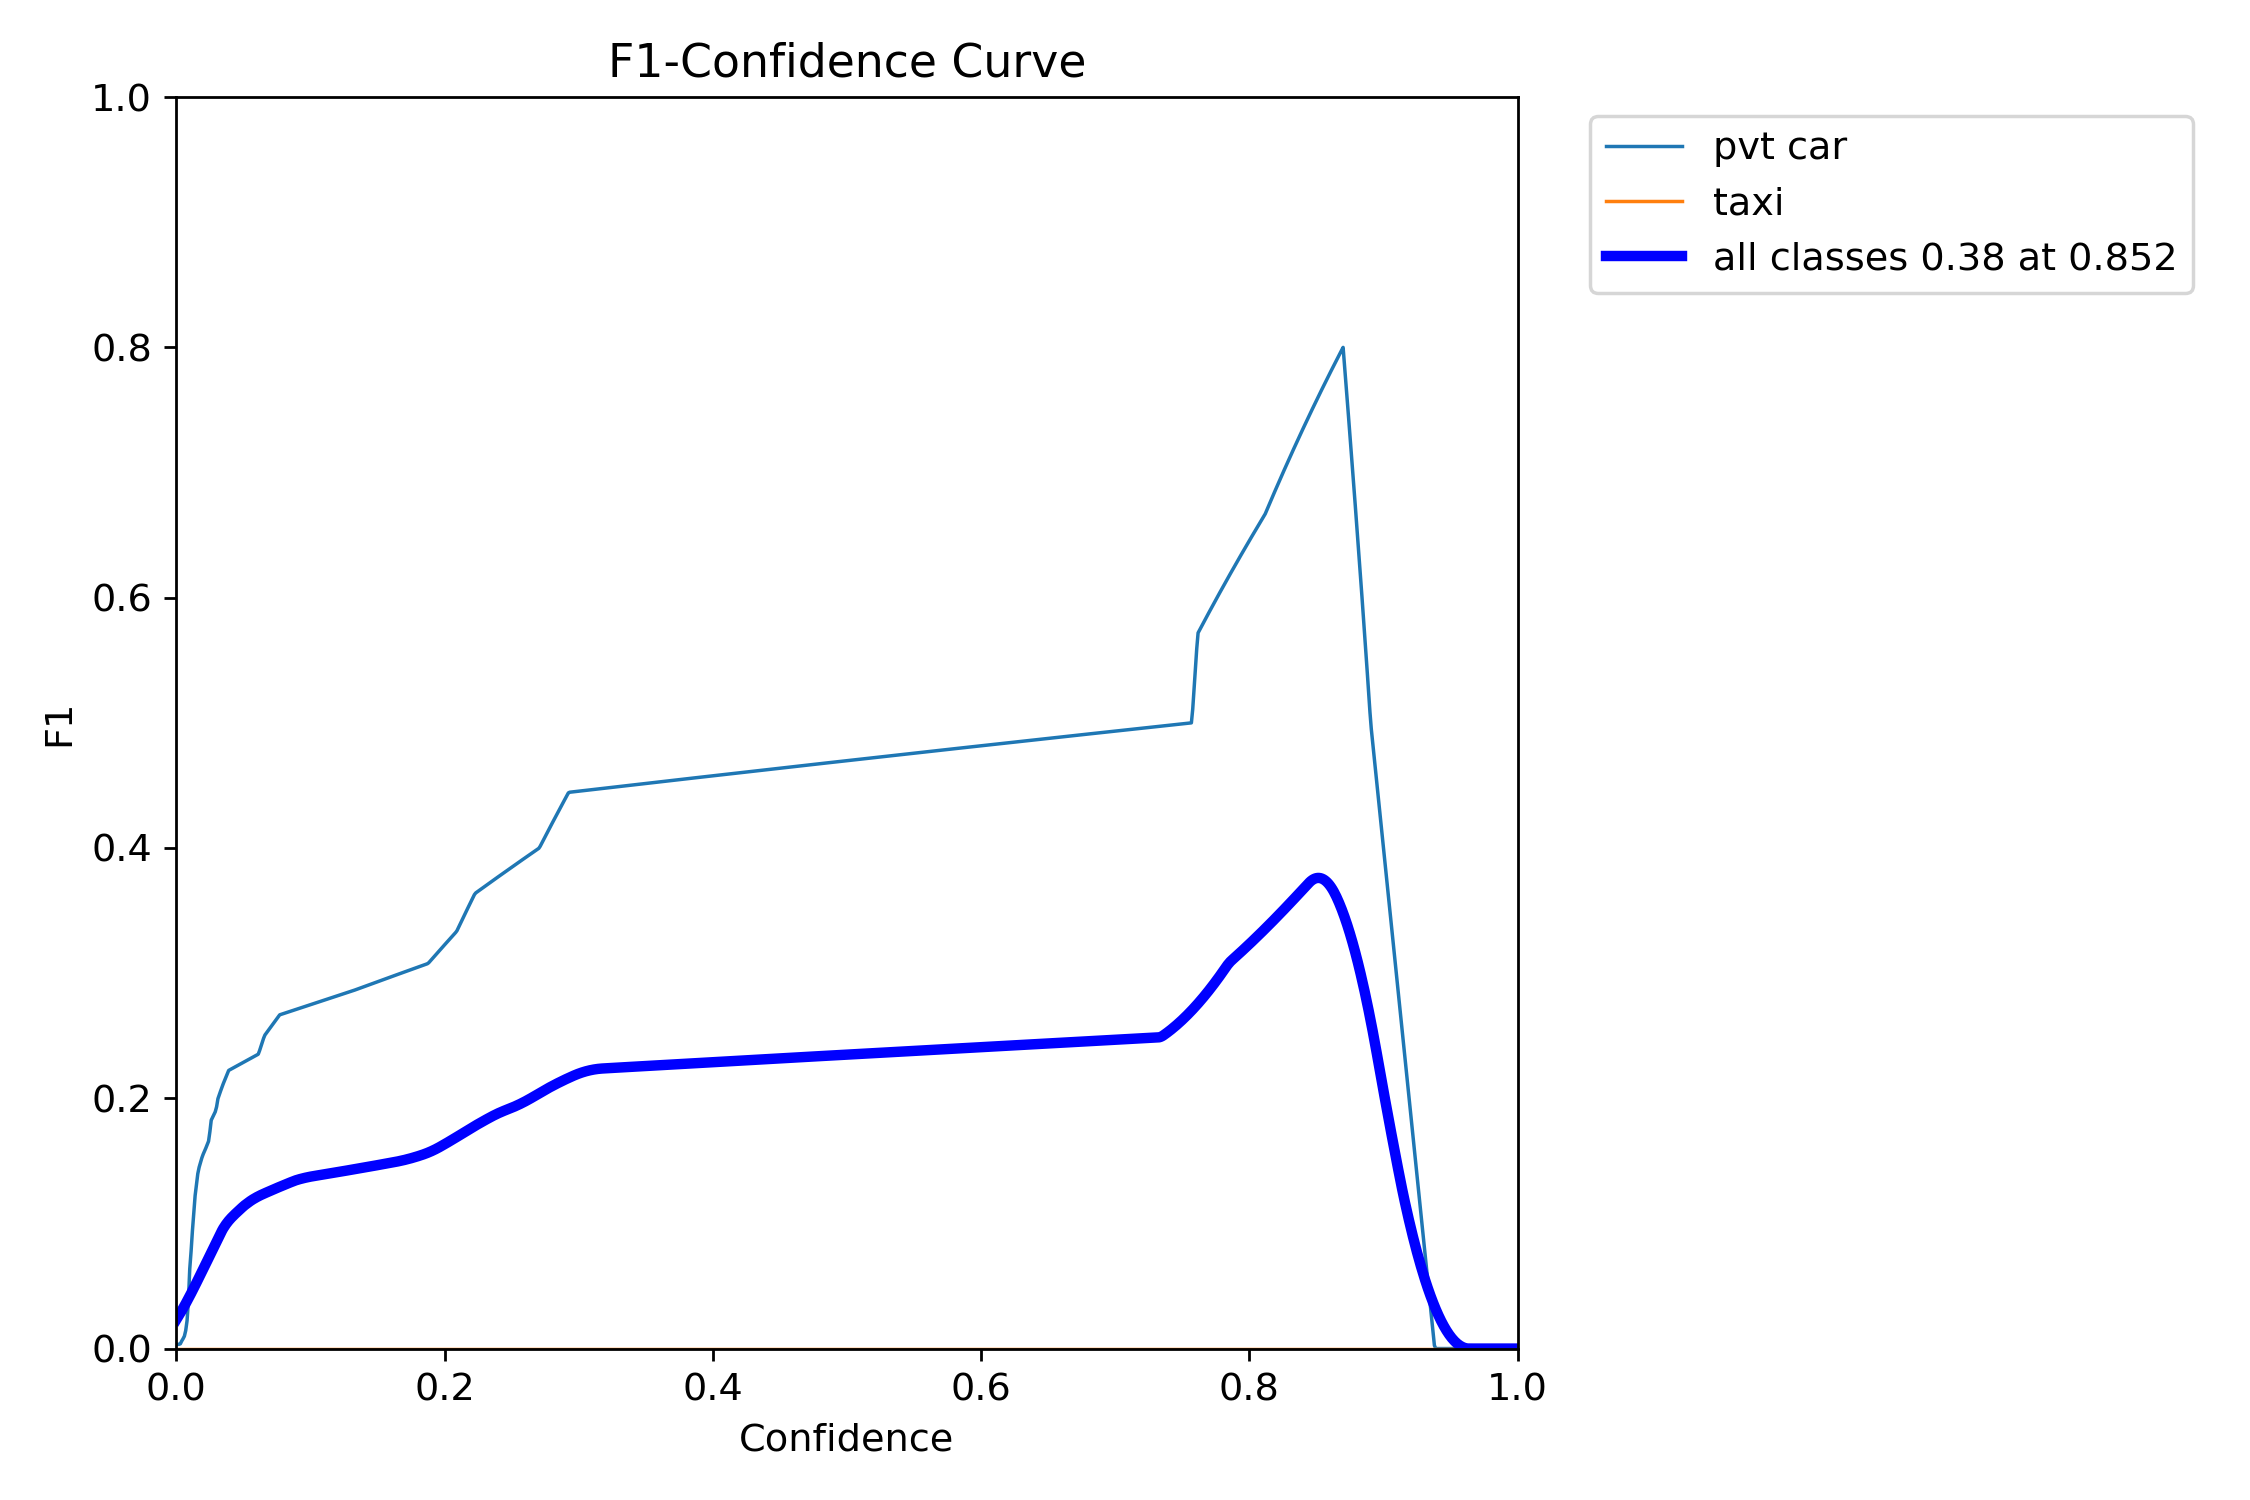 F1-Confidence Curve
1.0
0.8
0.6
0.4
0.2
0.0
F1
0.0 0.2 0.4 0.6 0.8 1.0
Confidence
pvt car
taxi
all classes 0.38 at 0.852